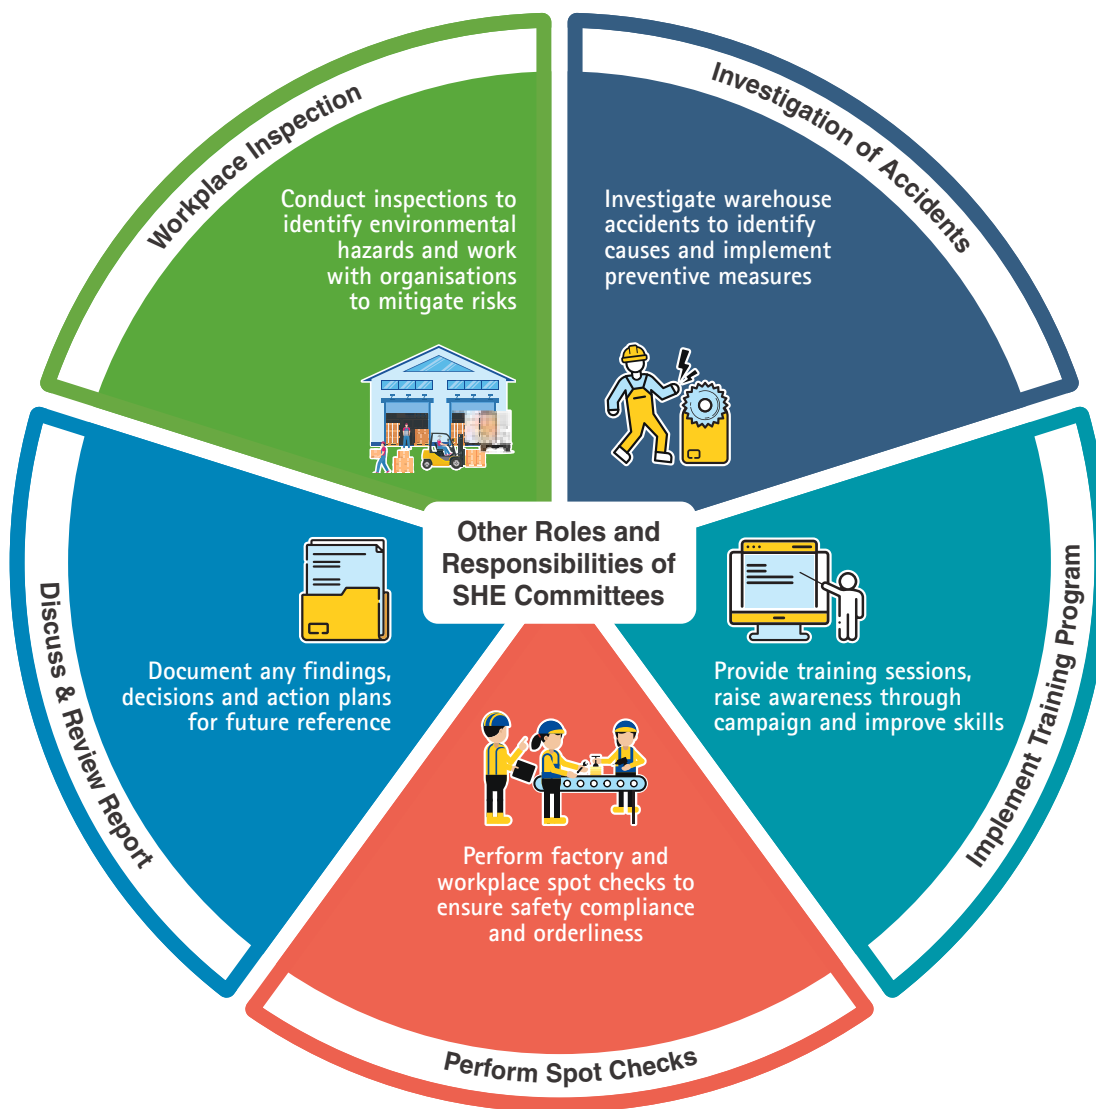 Workplace Inspection
Conduct inspections to
identify environmental
hazards and work
with organisations
to mitigate risks
Investigation of Accidents
Investigate warehouse
accidents to identify
causes and implement
preventive measures
Other Roles and
Responsibilities of
SHE Committees
Implement Training Program
Provide training sessions,
raise awareness through
campaign and improve skills
Perform factory and
workplace spot checks to
ensure safety compliance
and orderliness
Perform Spot Checks
Discuss & Review Report
Document any findings,
decisions and action plans
for future reference